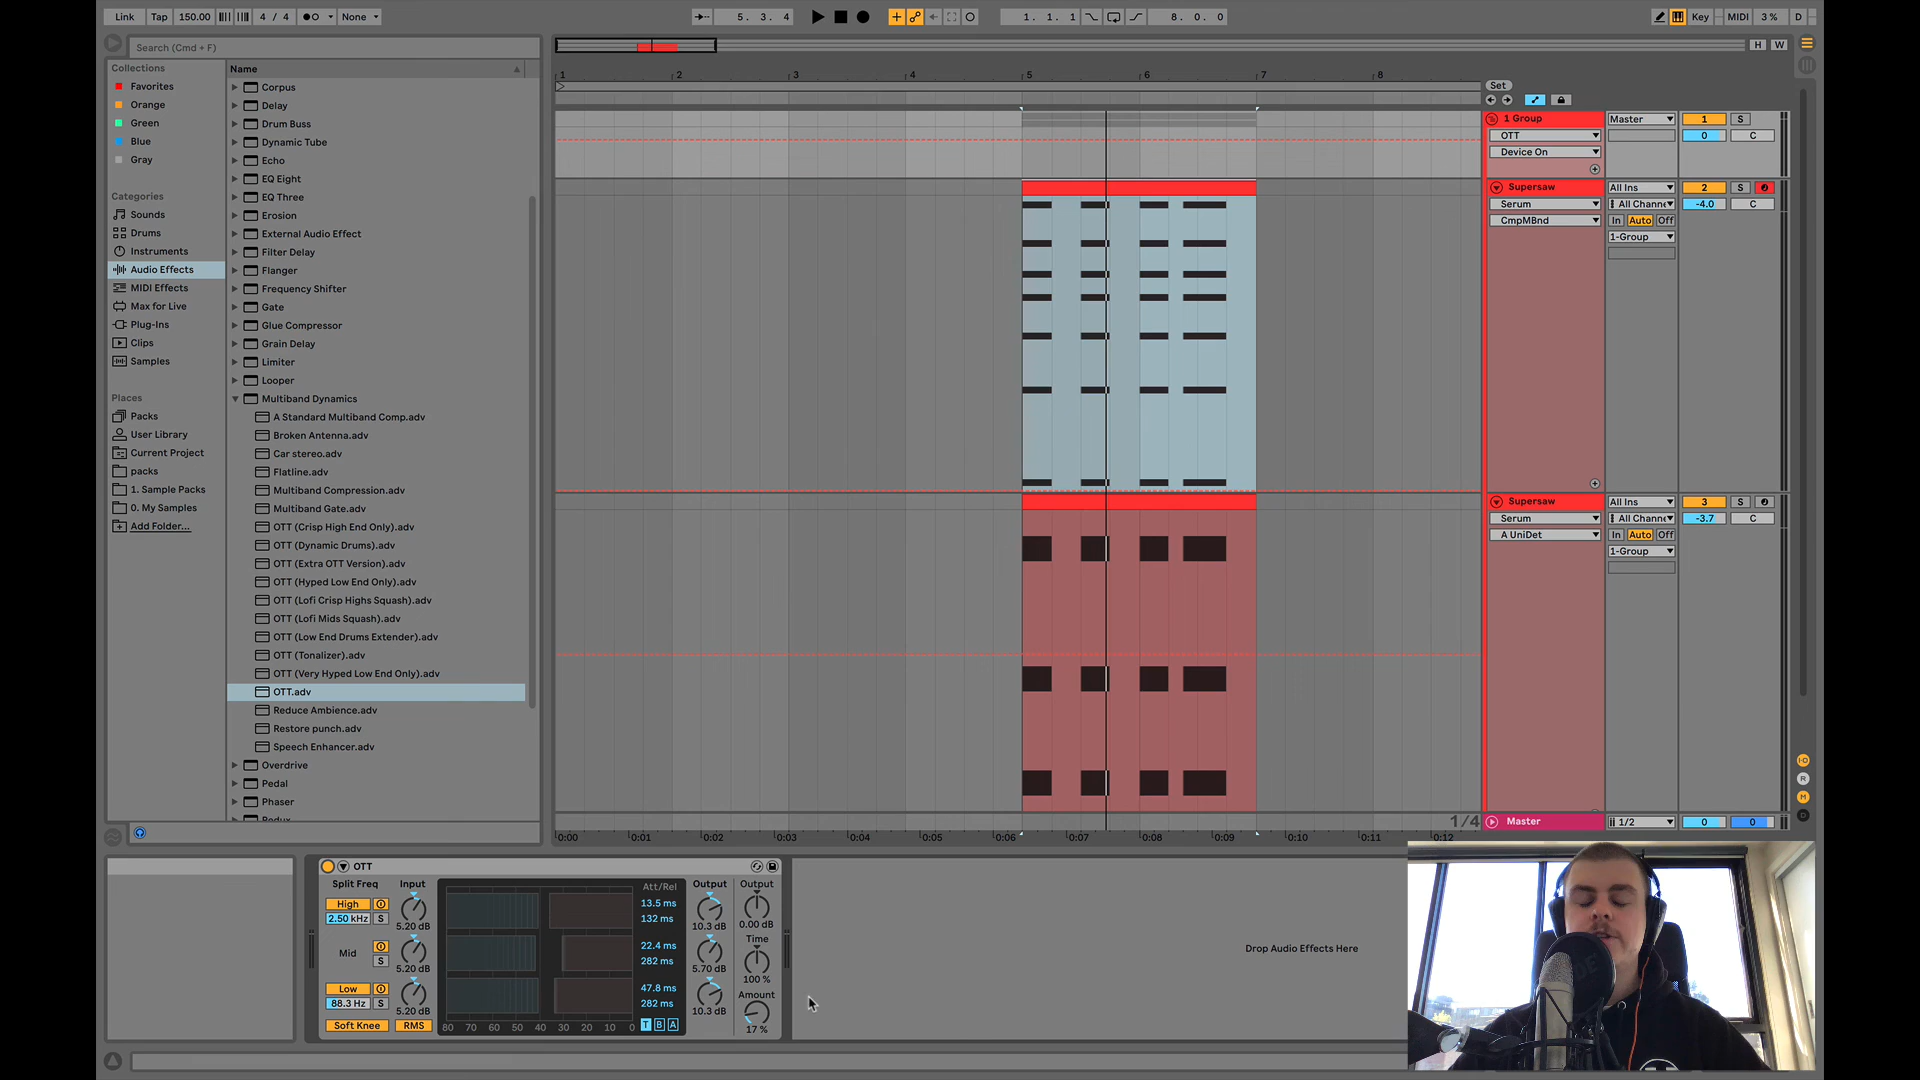 Link Tap 150.00 4 / 4 None 5. 3. 4 1. 1. 1 8. 0. 0 Key MIDI 3 % D
Search (Cmd + F)
H W
Collections
Favorites
Orange
Green
Blue
Gray
Categories
Sounds
Drums
Instruments
Audio Effects
MIDI Effects
Max for Live
Plug-Ins
Clips
Samples
Places
Packs
User Library
Current Project
packs
1. Sample Packs
0. My Samples
Add Folder...
Name
Corpus
Delay
Drum Buss
Dynamic Tube
Echo
EQ Eight
EQ Three
Erosion
External Audio Effect
Filter Delay
Flanger
Frequency Shifter
Gate
Glue Compressor
Grain Delay
Limiter
Looper
Multiband Dynamics
A Standard Multiband Comp.adv
Broken Antenna.adv
Car stereo.adv
Flatline.adv
Multiband Compression.adv
Multiband Gate.adv
OTT (Crisp High End Only).adv
OTT (Dynamic Drums).adv
OTT (Extra OTT Version).adv
OTT (Hyped Low End Only).adv
OTT (Lofi Crisp Highs Squash).adv
OTT (Lofi Mids Squash).adv
OTT (Low End Drums Extender).adv
OTT (Tonalizer).adv
OTT (Very Hyped Low End Only).adv
OTT.adv
Reduce Ambience.adv
Restore punch.adv
Speech Enhancer.adv
Overdrive
Pedal
Phaser
Redux
1 2 3 4 5 6 7 8
Set
1 Group Master 1 S
OTT 0 C
Device On
Supersaw All Ins 2 S
Serum All Channe -4.0 C
CmpMBnd In Auto Off
1-Group
Supersaw All Ins 3 S
Serum All Channe -3.7 C
A UniDet In Auto Off
1-Group
I·O
R
M
D
1/4 Master 1/2 0 0
0:00 0:01 0:02 0:03 0:04 0:05 0:06 0:07 0:08 0:09 0:10 0:11 0:12
OTT
Split Freq Input Att/Rel Output Output
High 13.5 ms
2.50 kHz S 5.20 dB 132 ms 10.3 dB 0.00 dB
Mid 22.4 ms Time
S 5.20 dB 282 ms 5.70 dB 100 %
Low 47.8 ms Amount
88.3 Hz S 5.20 dB 282 ms 10.3 dB
Soft Knee RMS 80 70 60 50 40 30 20 10 0 T B A 17 %
Drop Audio Effects Here